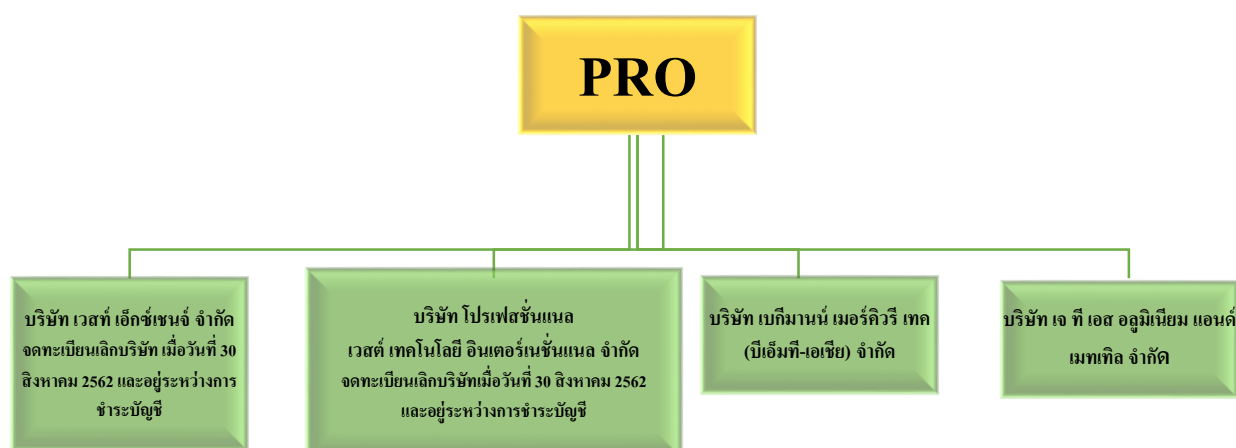 PRO
บริษัท เวสท์ เอ็กซ์เชนจ์ จำกัด
จดทะเบียนเลิกบริษัท เมื่อวันที่ 30
สิงหาคม 2562 และอยู่ระหว่างการ
ชำระบัญชี
บริษัท โปรเฟสชั่นแนล
เวสต์ เทคโนโลยี อินเตอร์เนชั่นแนล จำกัด
จดทะเบียนเลิกบริษัทเมื่อวันที่ 30 สิงหาคม 2562
และอยู่ระหว่างการชำระบัญชี
บริษัท เบกีมานน์ เมอร์คิวรี เทค
(บีเอ็มที-เอเชีย) จำกัด
บริษัท เจ ที เอส อลูมิเนียม แอนด์
เมทเทิล จำกัด